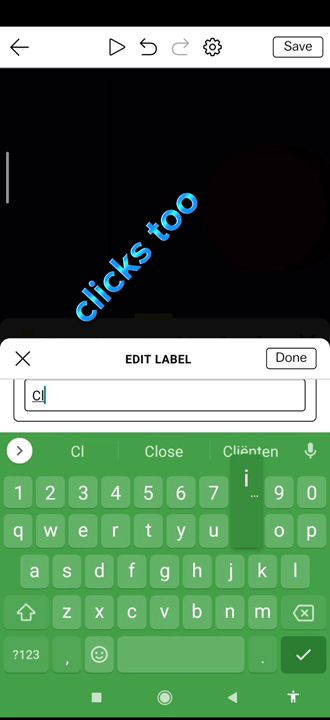 Save
clicks too
EDIT LABEL
Done
Cl
Cl Close Cliënten
1 2 3 4 5 6 7 9 0
i
q w e r t y u o p
a s d f g h j k l
z x c v b n m
?123 , .